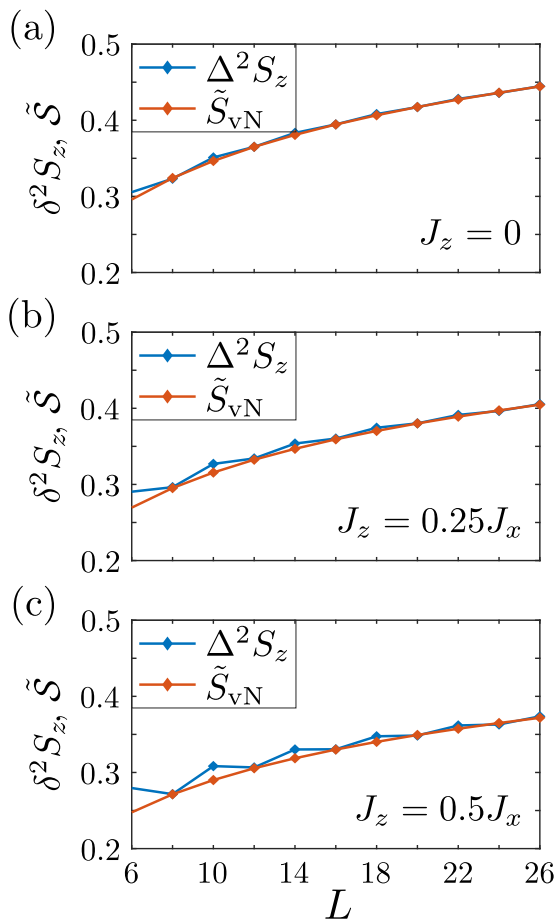 (a)
0.5
0.4
0.3
0.2
δ²S_z, S̃
Δ²S_z
S̃_vN
J_z = 0
(b)
0.5
0.4
0.3
0.2
δ²S_z, S̃
Δ²S_z
S̃_vN
J_z = 0.25J_x
(c)
0.5
0.4
0.3
0.2
δ²S_z, S̃
Δ²S_z
S̃_vN
J_z = 0.5J_x
6 10 14 18 22 26
L